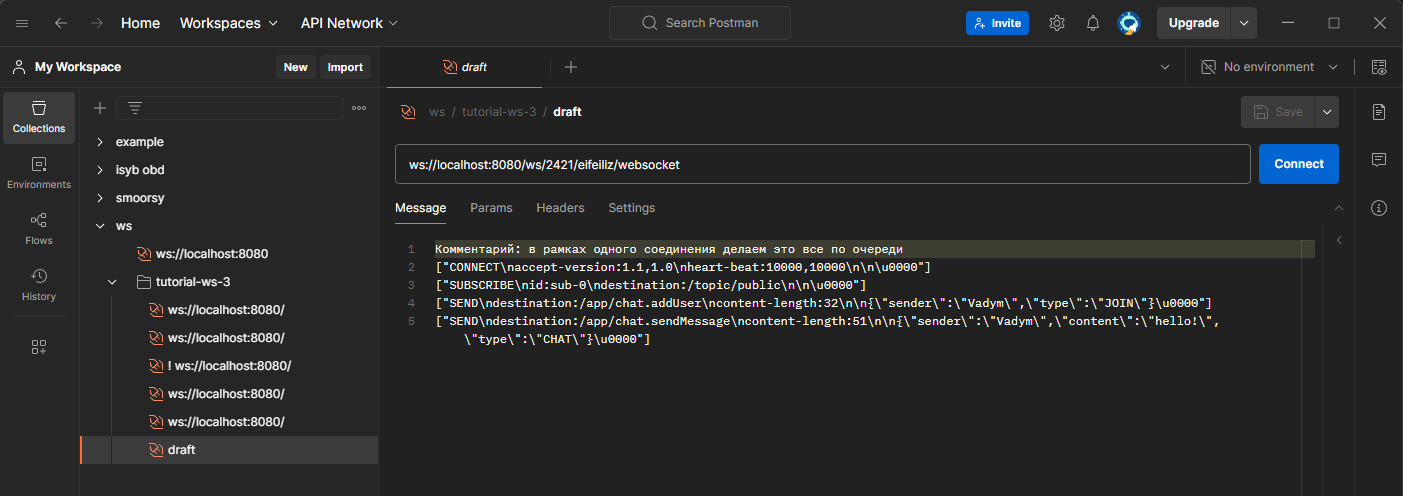 Home Workspaces API Network Search Postman Invite Upgrade
My Workspace New Import draft No environment
Collections
Environments
Flows
History
example
isyb obd
smoorsy
ws
ws://localhost:8080
tutorial-ws-3
ws://localhost:8080/
ws://localhost:8080/
! ws://localhost:8080/
ws://localhost:8080/
ws://localhost:8080/
draft
ws / tutorial-ws-3 / draft Save
ws://localhost:8080/ws/2421/eifeiliz/websocket Connect
Message Params Headers Settings
1 Комментарий: в рамках одного соединения делаем это все по очереди
2 ["CONNECT\naccept-version:1.1,1.0\nheart-beat:10000,10000\n\n\u0000"]
3 ["SUBSCRIBE\nid:sub-0\ndestination:/topic/public\n\n\u0000"]
4 ["SEND\ndestination:/app/chat.addUser\ncontent-length:32\n\n{\"sender\":\"Vadym\",\"type\":\"JOIN\"}\u0000"]
5 ["SEND\ndestination:/app/chat.sendMessage\ncontent-length:51\n\n{\"sender\":\"Vadym\",\"content\":\"hello!\",
\"type\":\"CHAT\"}\u0000"]